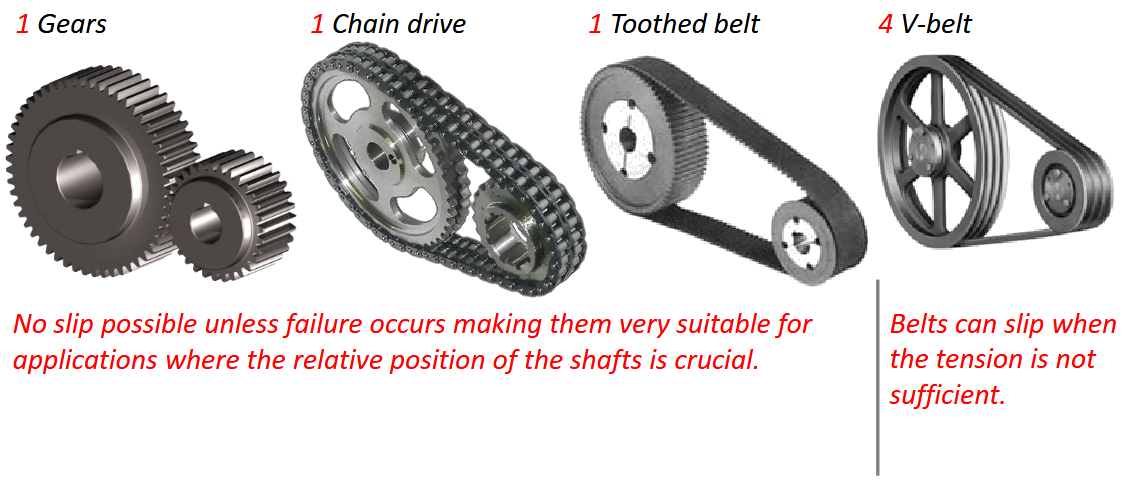 1 Gears
1 Chain drive
1 Toothed belt
4 V-belt
No slip possible unless failure occurs making them very suitable for
applications where the relative position of the shafts is crucial.
Belts can slip when
the tension is not
sufficient.